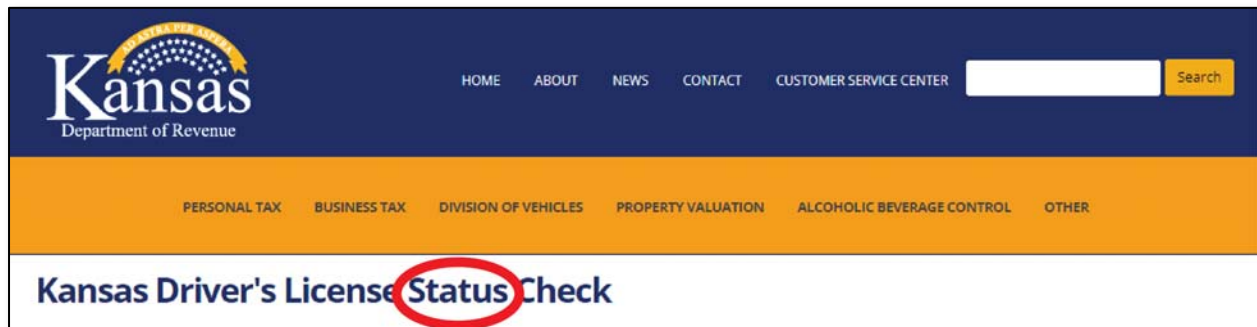 AD ASTRA PER ASPERA
Kansas
Department of Revenue
HOME ABOUT NEWS CONTACT CUSTOMER SERVICE CENTER Search
PERSONAL TAX BUSINESS TAX DIVISION OF VEHICLES PROPERTY VALUATION ALCOHOLIC BEVERAGE CONTROL OTHER
Kansas Driver's License Status Check